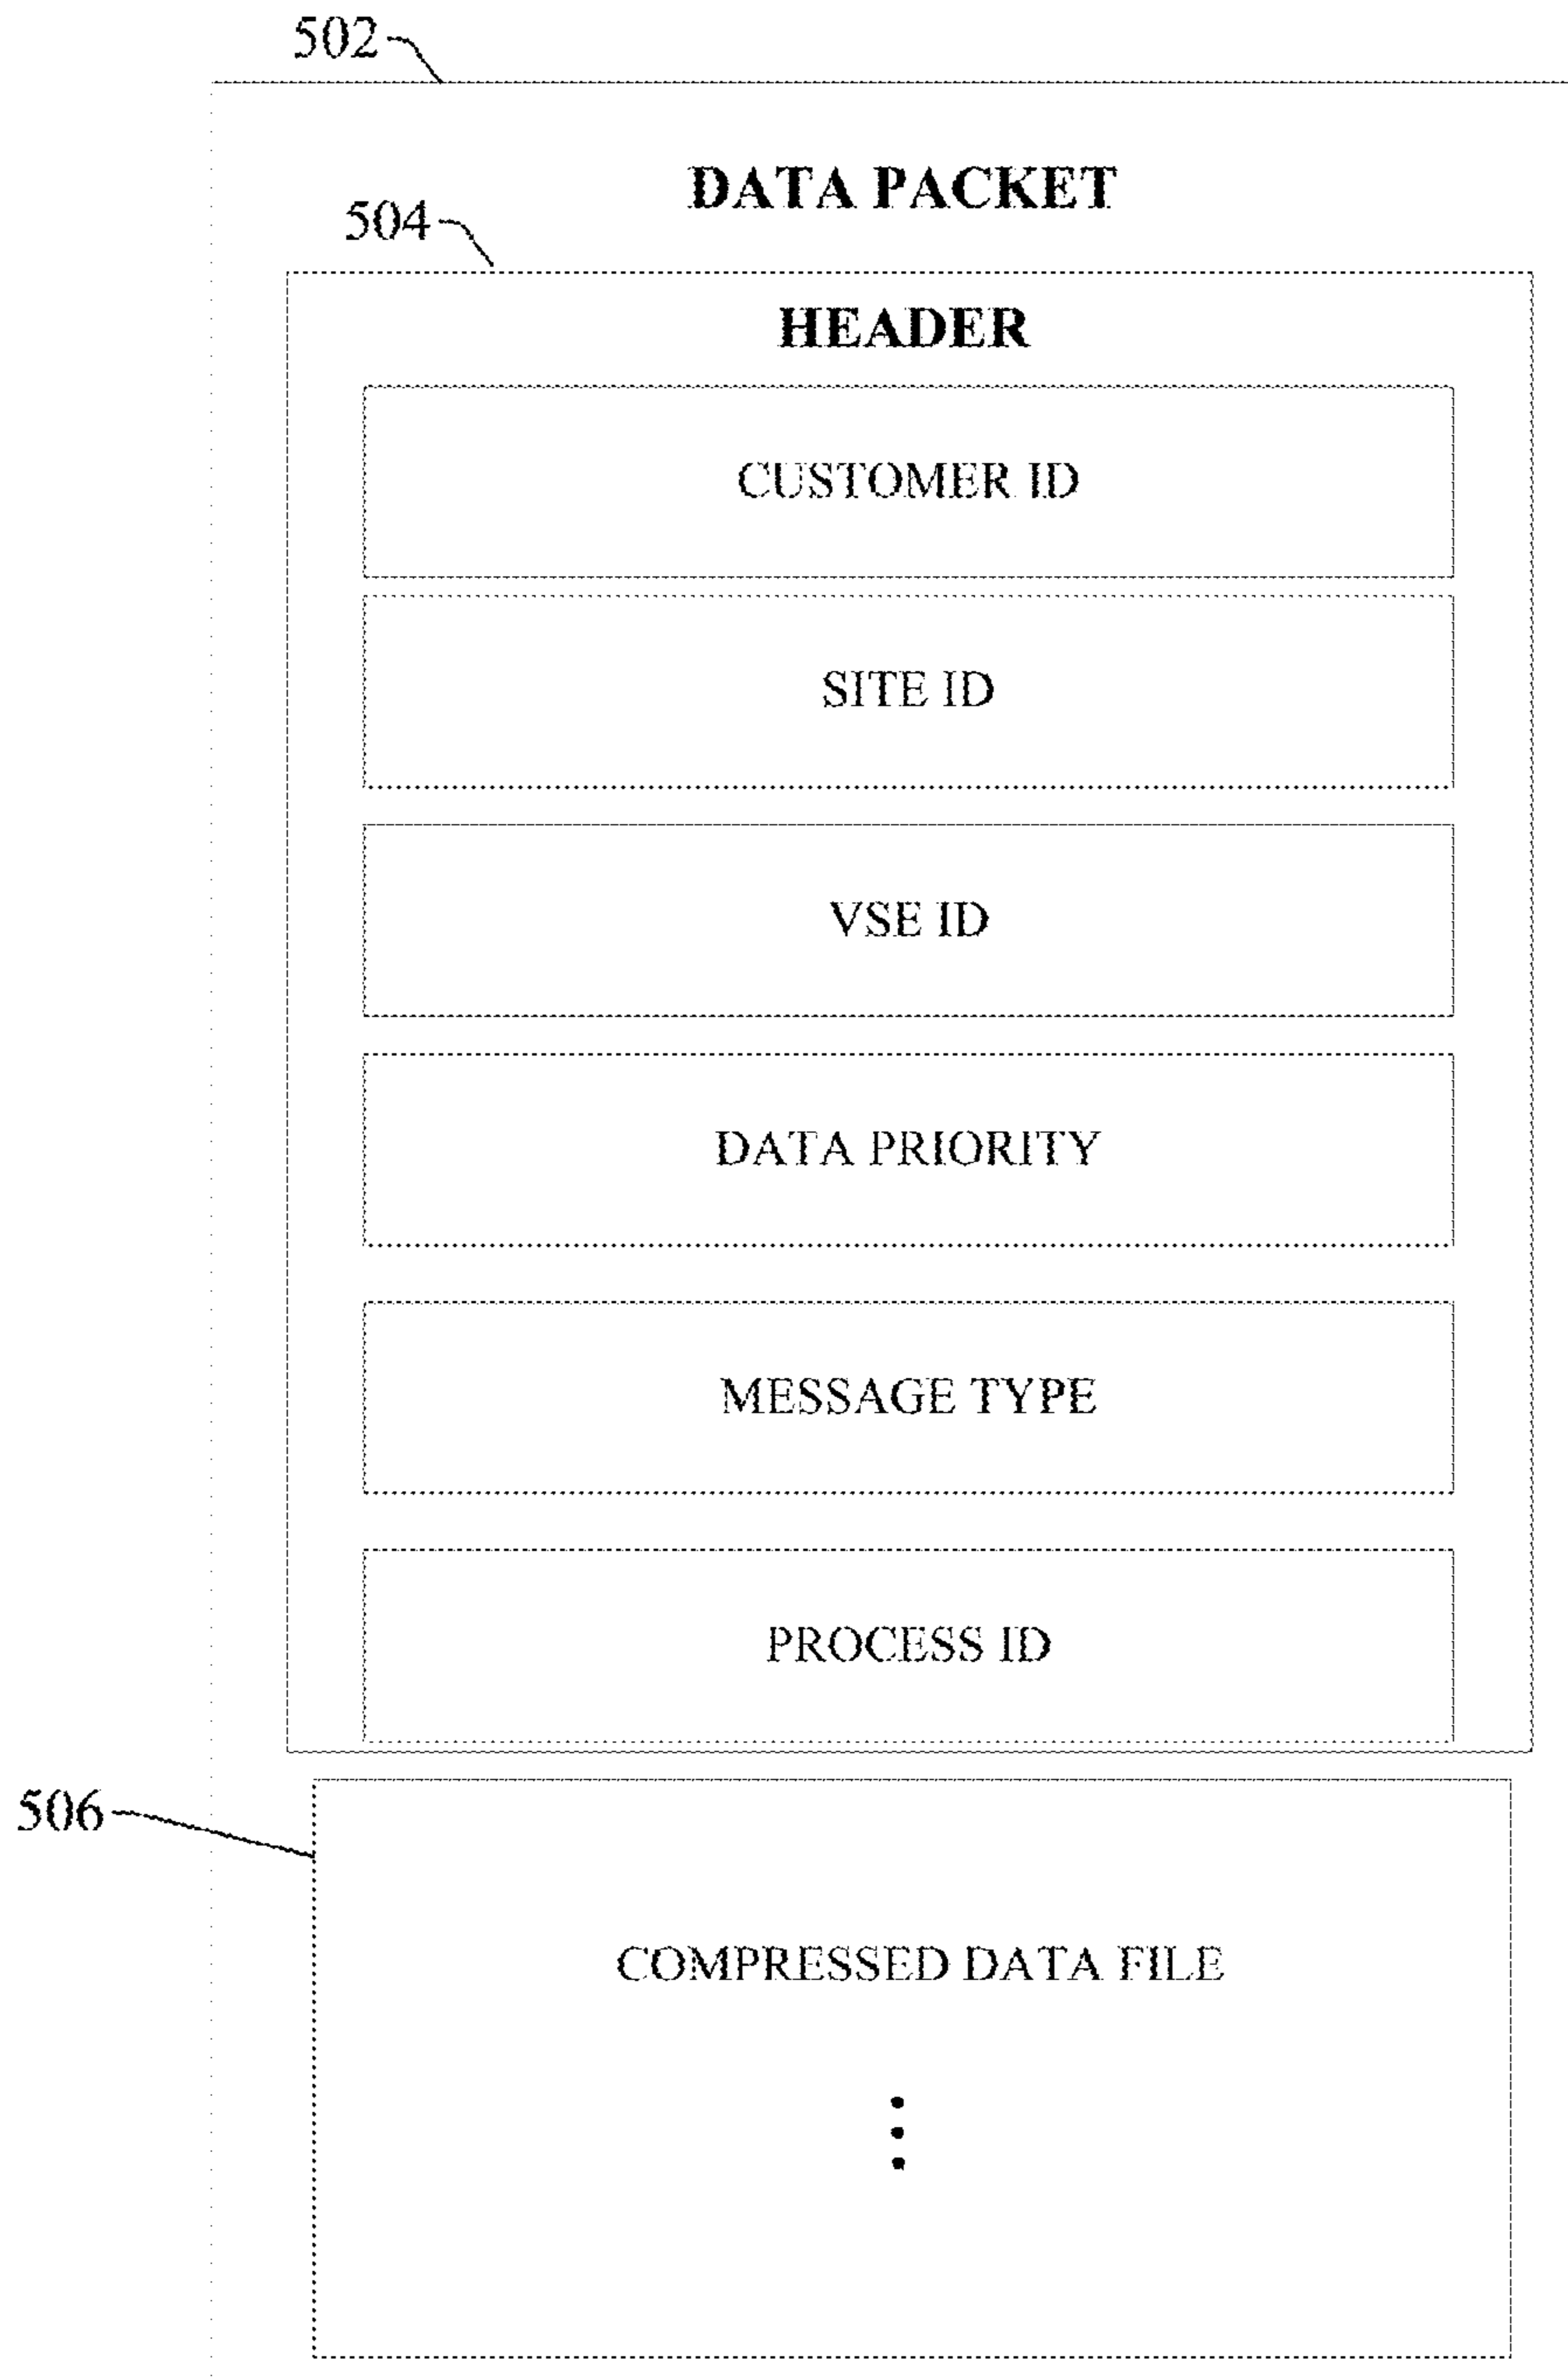 502
DATA PACKET
504
HEADER
CUSTOMER ID
SITE ID
VSE ID
DATA PRIORITY
MESSAGE TYPE
PROCESS ID
506
COMPRESSED DATA FILE